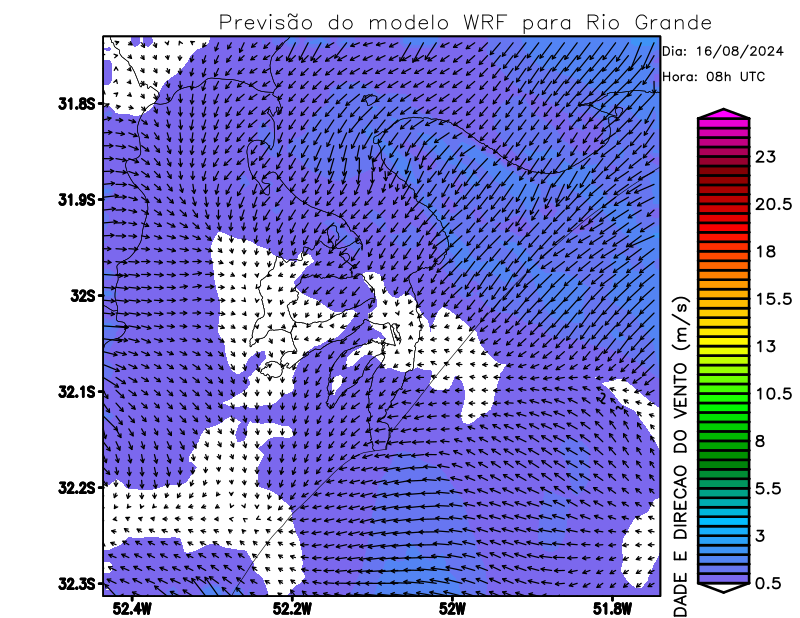 Previsão do modelo WRF para Rio Grande
Dia: 16/08/2024
Hora: 08h UTC
31.8S
31.9S
32S
32.1S
32.2S
32.3S
52.4W
52.2W
52W
51.8W
23
20.5
18
15.5
13
10.5
8
5.5
3
0.5
DADE E DIRECAO DO VENTO (m/s)
2